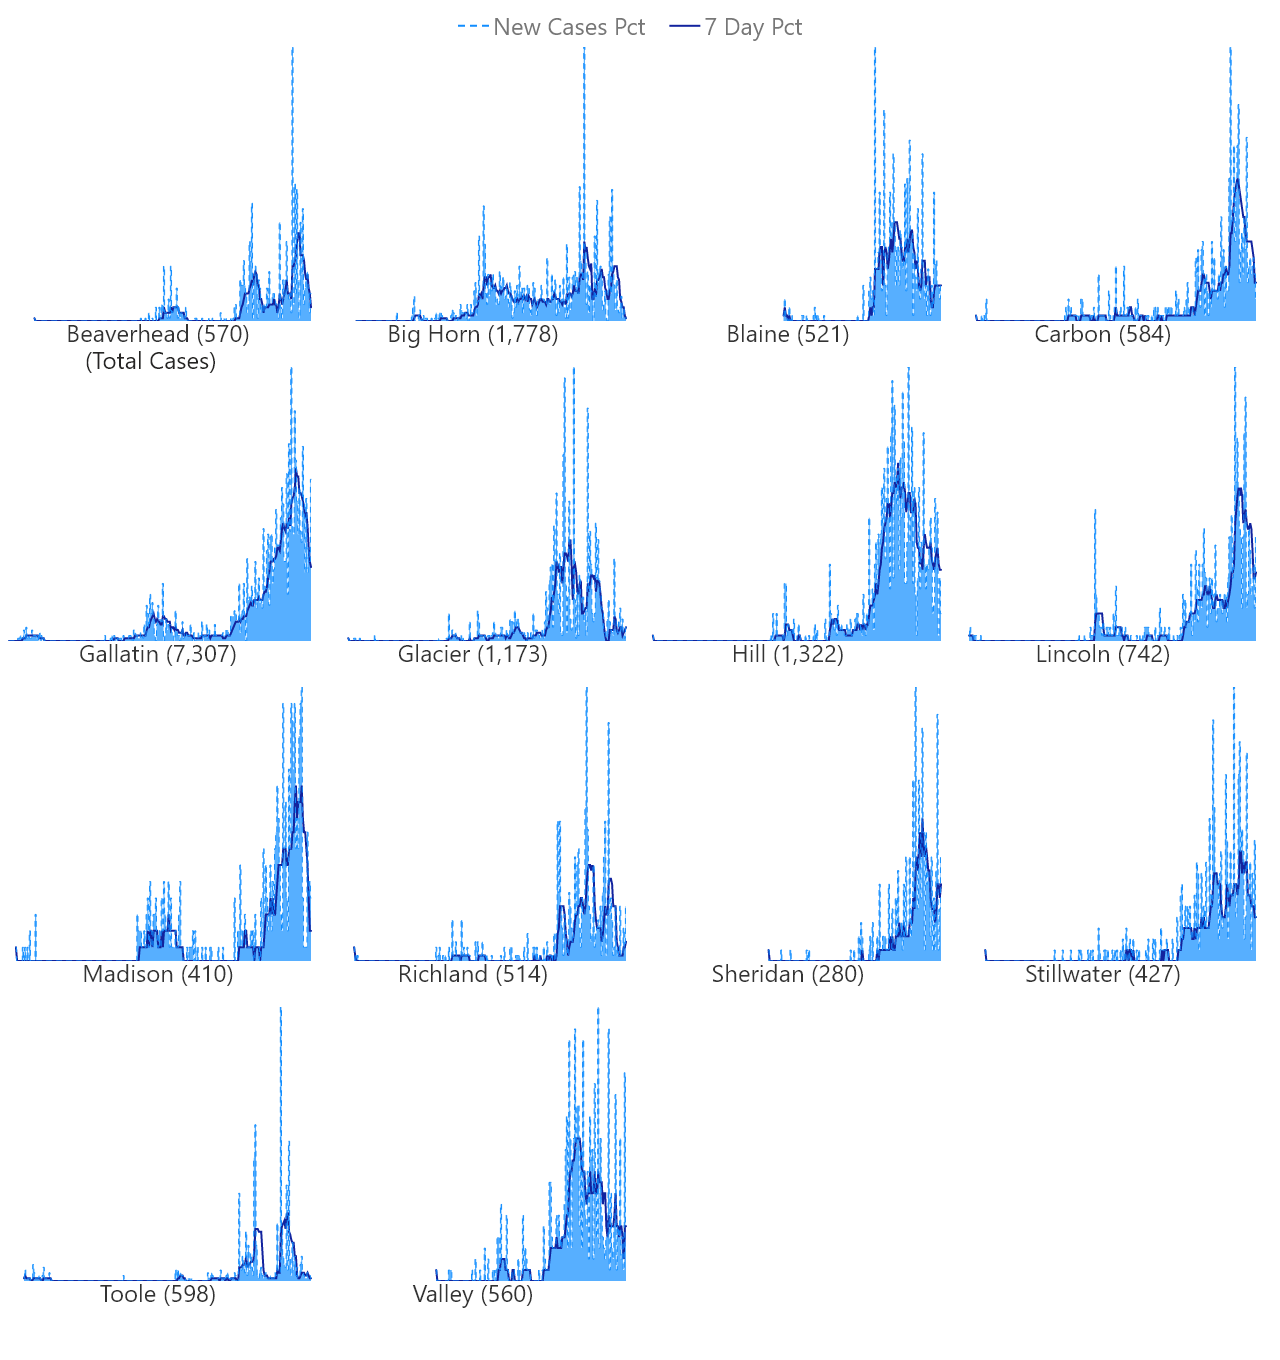 New Cases Pct 7 Day Pct
Beaverhead (570) Big Horn (1,778) Blaine (521) Carbon (584)
(Total Cases)
Gallatin (7,307) Glacier (1,173) Hill (1,322) Lincoln (742)
Madison (410) Richland (514) Sheridan (280) Stillwater (427)
Toole (598) Valley (560)